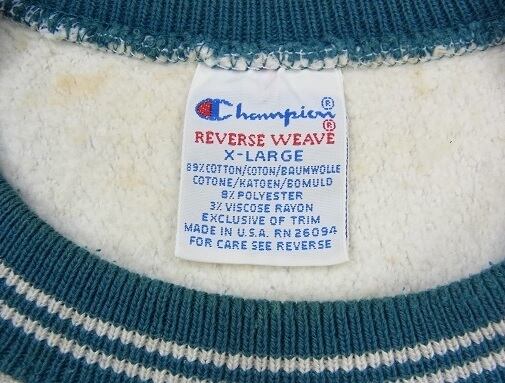 Champion®
REVERSE WEAVE®
X-LARGE
89% COTTON/COTON/BAUMWOLLE
COTONE/KATOEN/BOMULD
8% POLYESTER
3% VISCOSE RAYON
EXCLUSIVE OF TRIM
MADE IN U.S.A. RN 26094
FOR CARE SEE REVERSE